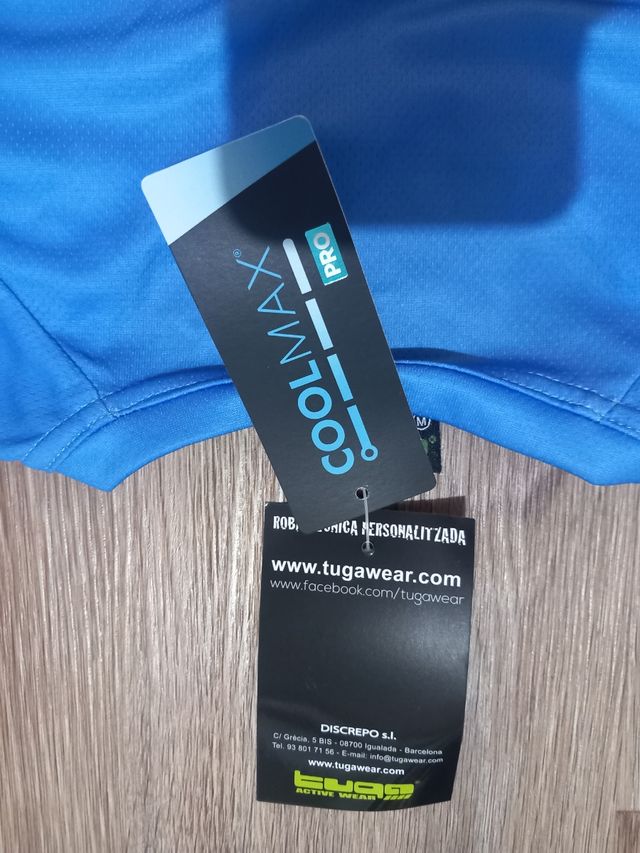 COOLMAX®
PRO
M
PERSONALITZADA
www.tugawear.com
www.facebook.com/tugawear
DISCREPO s.l.
C/ Grècia, 5 BIS - 08700 Igualada - Barcelona
Tel. 93 801 71 56 - E-mail: info@tugawear.com
www.tugawear.com
tuga
ACTIVE WEAR